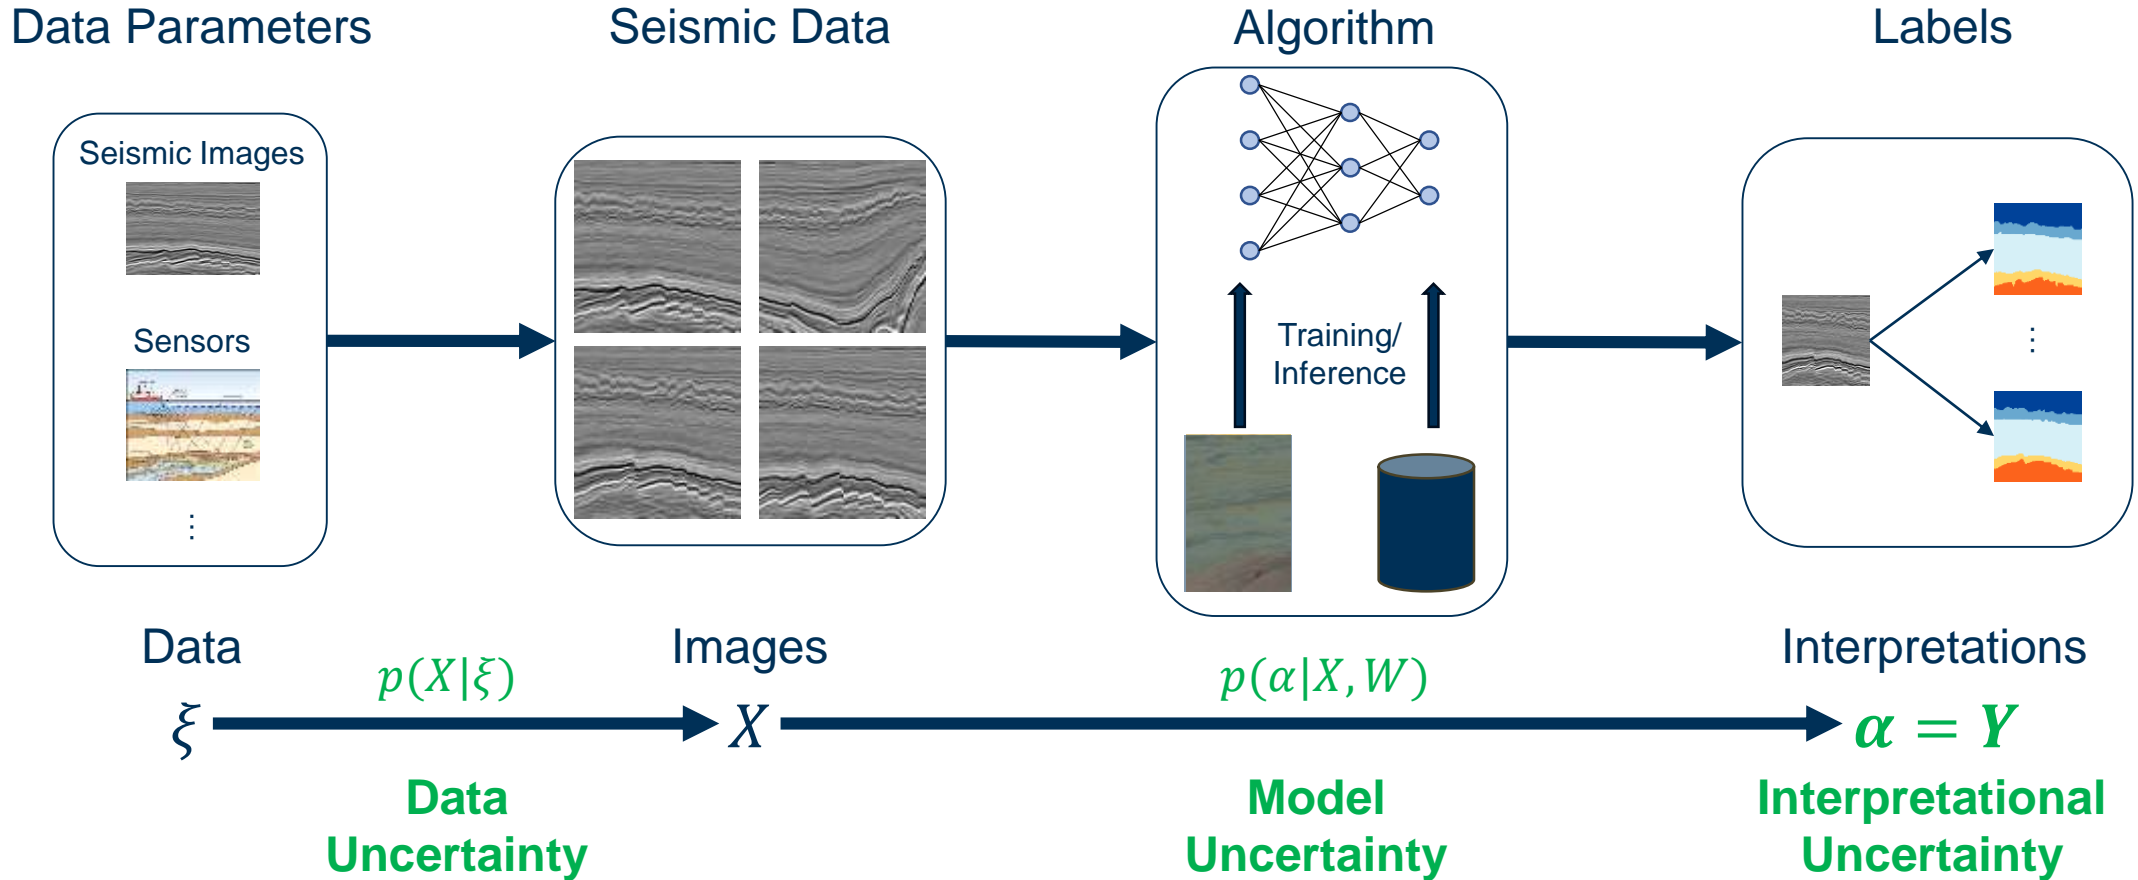 Data Parameters
Seismic Data
Algorithm
Labels
Seismic Images
Sensors
⋮
Training/
Inference
⋮
Data
Images
Interpretations
p(X|ξ)
p(α|X, W)
ξ
X
α = Y
Data
Uncertainty
Model
Uncertainty
Interpretational
Uncertainty